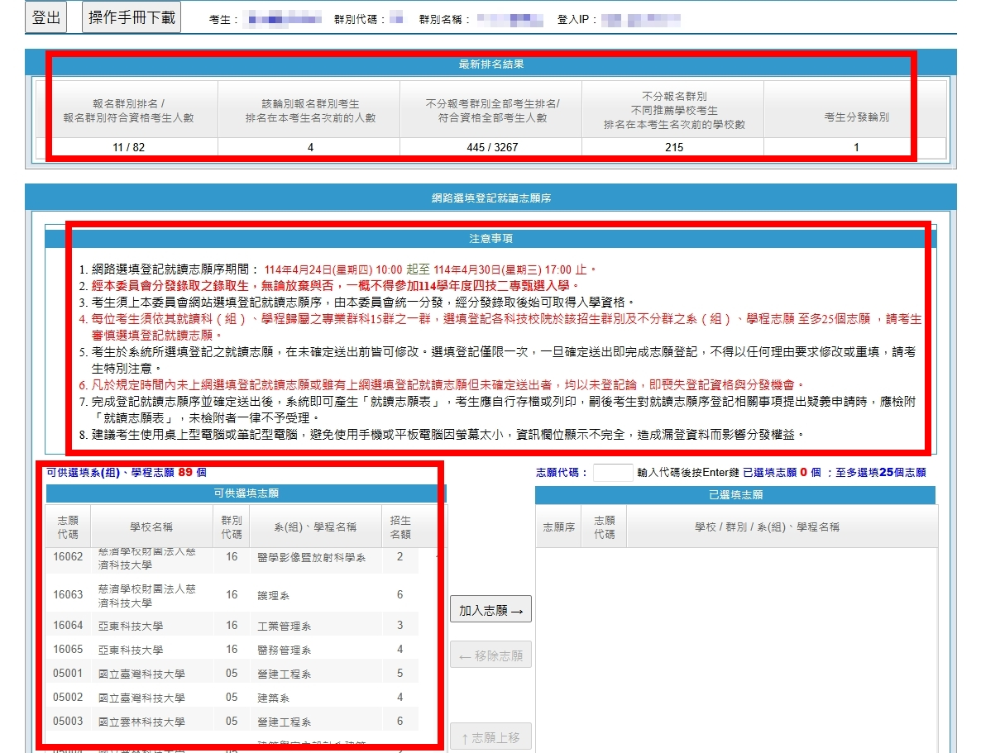 登出 操作手冊下載 考生： 群別代碼： 群別名稱： 登入IP：
最新排名結果
報名群別排名 /
報名群別符合資格考生人數
該輪別報名群別考生
排名在本考生名次前的人數
不分報考群別全部考生排名/
符合資格全部考生人數
不分報名群別
不同推薦學校考生
排名在本考生名次前的學校數
考生分發輪別
11 / 82 4 445 / 3267 215 1
網路選填登記就讀志願序
注意事項
1. 網路選填登記就讀志願序期間： 114年4月24日(星期四) 10:00 起至 114年4月30日(星期三) 17:00 止。
2. 經本委員會分發錄取之錄取生，無論放棄與否，一概不得參加114學年度四技二專甄選入學。
3. 考生須上本委員會網站選填登記就讀志願序，由本委員會統一分發，經分發錄取後始可取得入學資格。
4. 每位考生須依其就讀科（組）、學程歸屬之專業群科15群之一群，選填登記各科技校院於該招生群別及不分群之系（組）、學程志願 至多25個志願 ，請考生
審慎選填登記就讀志願。
5. 考生於系統所選填登記之就讀志願，在未確定送出前皆可修改。選填登記僅限一次，一旦確定送出即完成志願登記，不得以任何理由要求修改或重填，請考
生特別注意。
6. 凡於規定時間內未上網選填登記就讀志願或雖有上網選填登記就讀志願但未確定送出者，均以未登記論，即喪失登記資格與分發機會。
7. 完成登記就讀志願序並確定送出後，系統即可產生「就讀志願表」，考生應自行存檔或列印，嗣後考生對就讀志願序登記相關事項提出疑義申請時，應檢附
「就讀志願表」，未檢附者一律不予受理。
8. 建議考生使用桌上型電腦或筆記型電腦，避免使用手機或平板電腦因螢幕太小，資訊欄位顯示不完全，造成漏登資料而影響分發權益。
可供選填系(組)、學程志願 89 個
可供選填志願
志願
代碼
學校名稱
群別
代碼
系(組)、學程名稱
招生
名額
16062 慈濟學校財團法人慈
濟科技大學 16 醫學影像暨放射科學系 2
16063 慈濟學校財團法人慈
濟科技大學 16 護理系 6
16064 亞東科技大學 16 工業管理系 3
16065 亞東科技大學 16 醫務管理系 4
05001 國立臺灣科技大學 05 營建工程系 5
05002 國立臺灣科技大學 05 建築系 4
05003 國立雲林科技大學 05 營建工程系 6
加入志願 →
← 移除志願
↑ 志願上移
志願代碼： 輸入代碼後按Enter鍵 已選填志願 0 個 ；至多選填25個志願
已選填志願
志願序
志願
代碼
學校 / 群別 / 系(組)、學程名稱